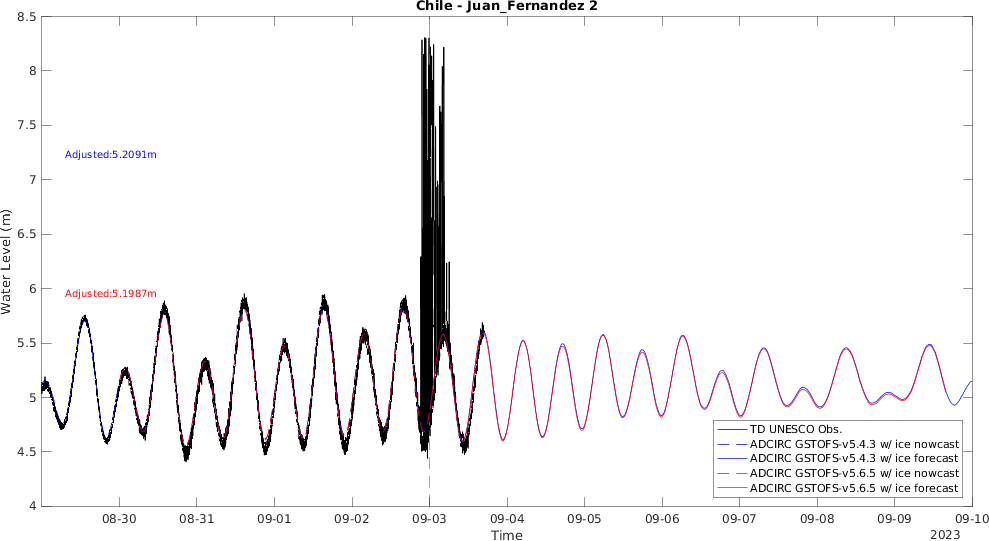 Chile - Juan_Fernandez 2
8.5
8
7.5
7
6.5
6
5.5
5
4.5
4
Water Level (m)
Adjusted:5.2091m
Adjusted:5.1987m
TD UNESCO Obs.
ADCIRC GSTOFS-v5.4.3 w/ ice nowcast
ADCIRC GSTOFS-v5.4.3 w/ ice forecast
ADCIRC GSTOFS-v5.6.5 w/ ice nowcast
ADCIRC GSTOFS-v5.6.5 w/ ice forecast
08-30 08-31 09-01 09-02 09-03 09-04 09-05 09-06 09-07 09-08 09-09 09-10
Time
2023